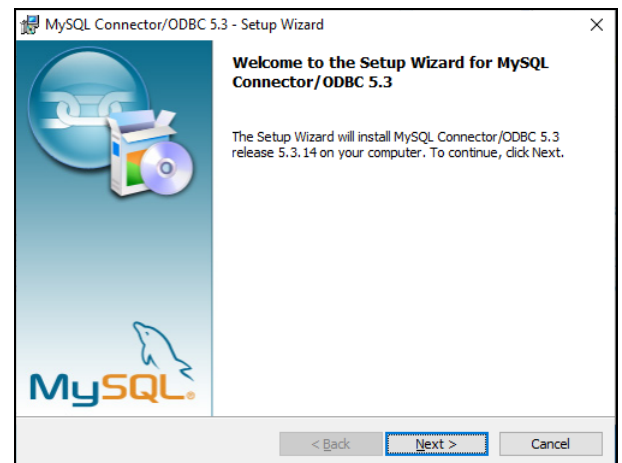 MySQL Connector/ODBC 5.3 - Setup Wizard
Welcome to the Setup Wizard for MySQL
Connector/ODBC 5.3
The Setup Wizard will install MySQL Connector/ODBC 5.3
release 5.3.14 on your computer. To continue, click Next.
MySQL®
< Back Next > Cancel